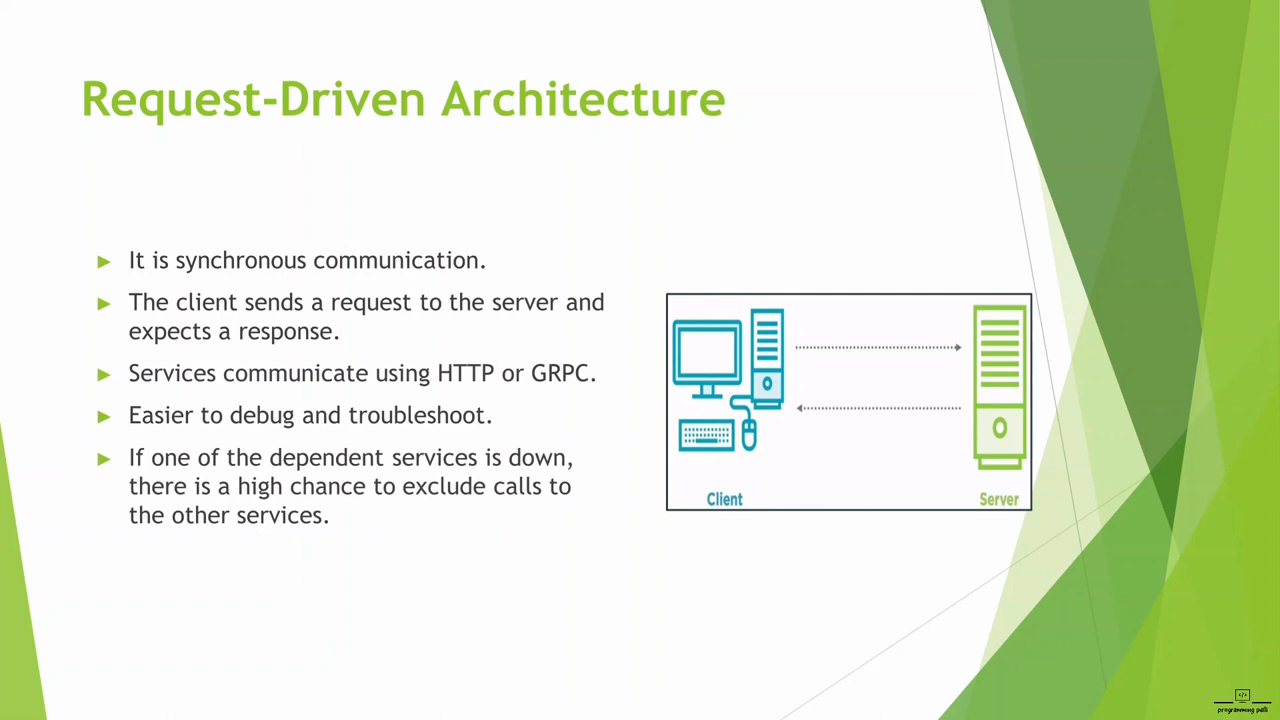 Request-Driven Architecture
It is synchronous communication.
The client sends a request to the server and
expects a response.
Services communicate using HTTP or GRPC.
Easier to debug and troubleshoot.
If one of the dependent services is down,
there is a high chance to exclude calls to
the other services.
Client
Server